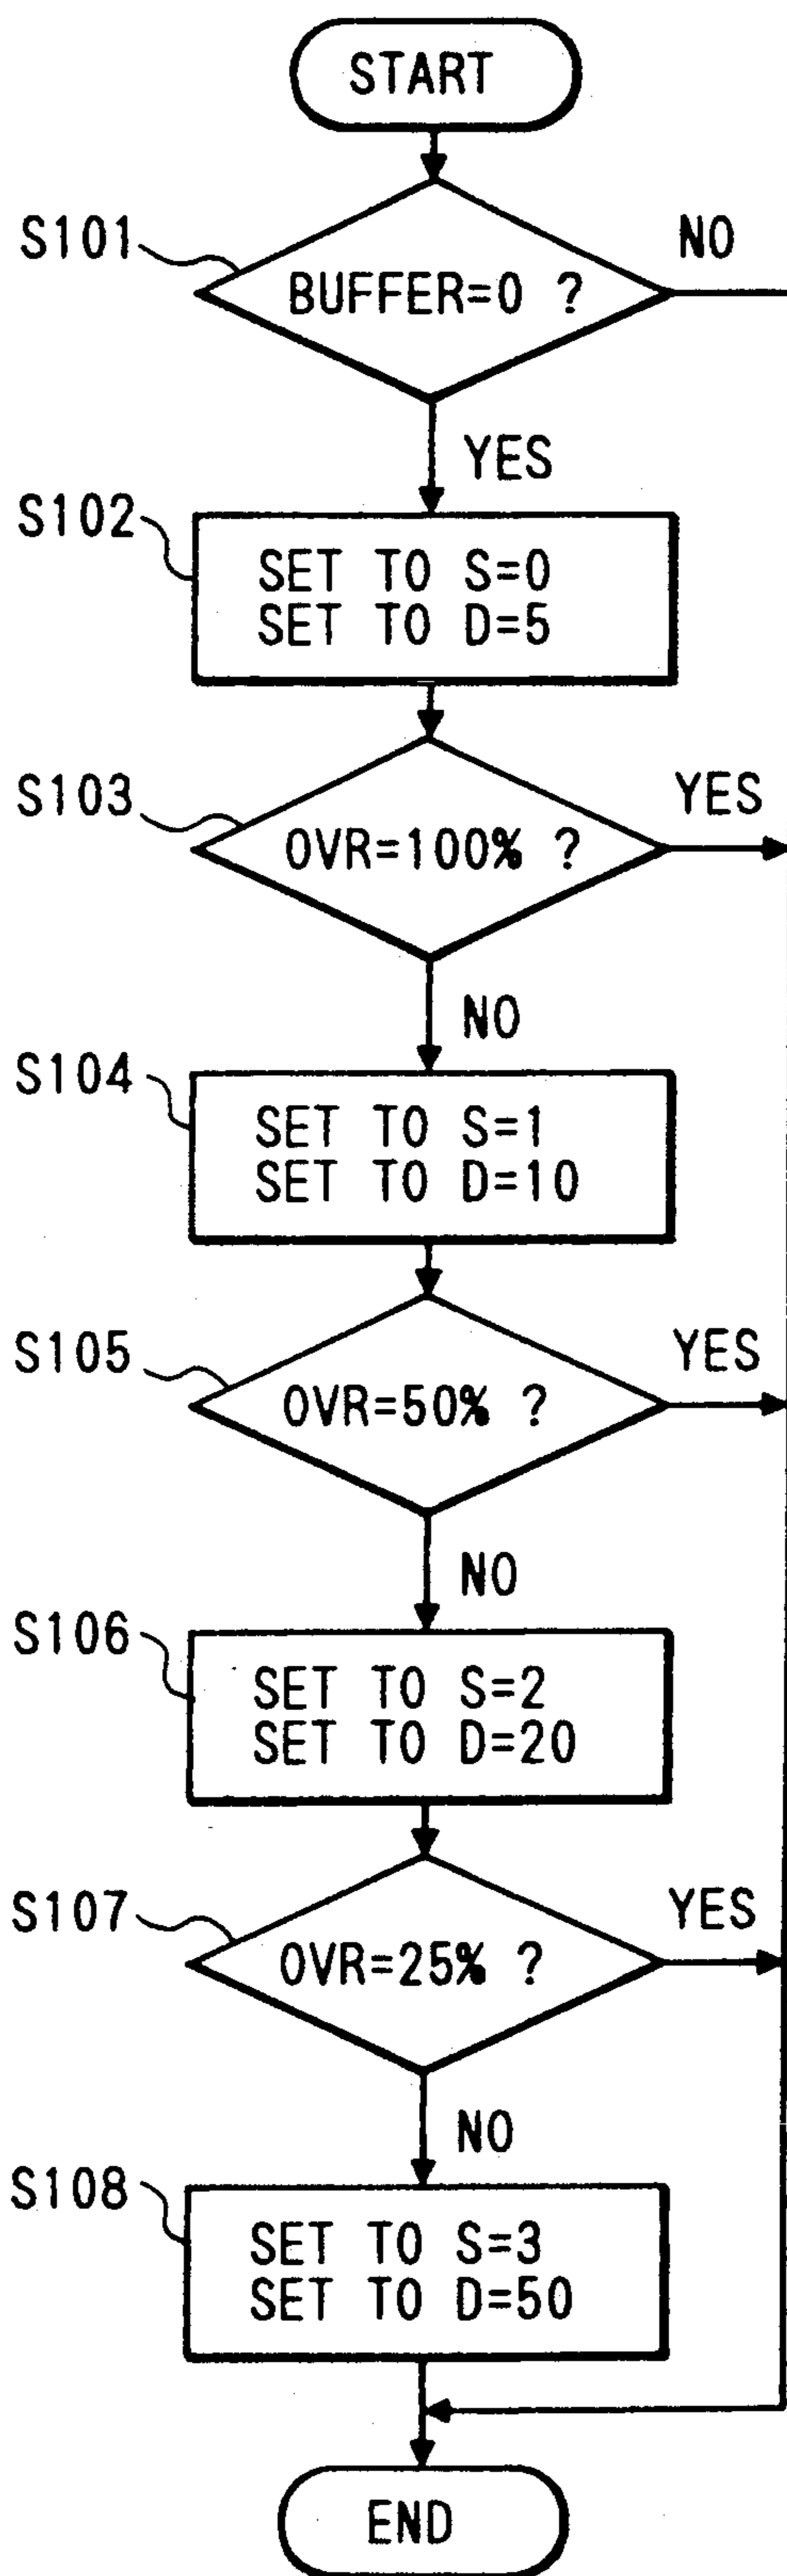 START
S101
NO
BUFFER=0 ?
YES
S102
SET TO S=0
SET TO D=5
S103
YES
OVR=100% ?
NO
S104
SET TO S=1
SET TO D=10
S105
YES
OVR=50% ?
NO
S106
SET TO S=2
SET TO D=20
S107
YES
OVR=25% ?
NO
S108
SET TO S=3
SET TO D=50
END